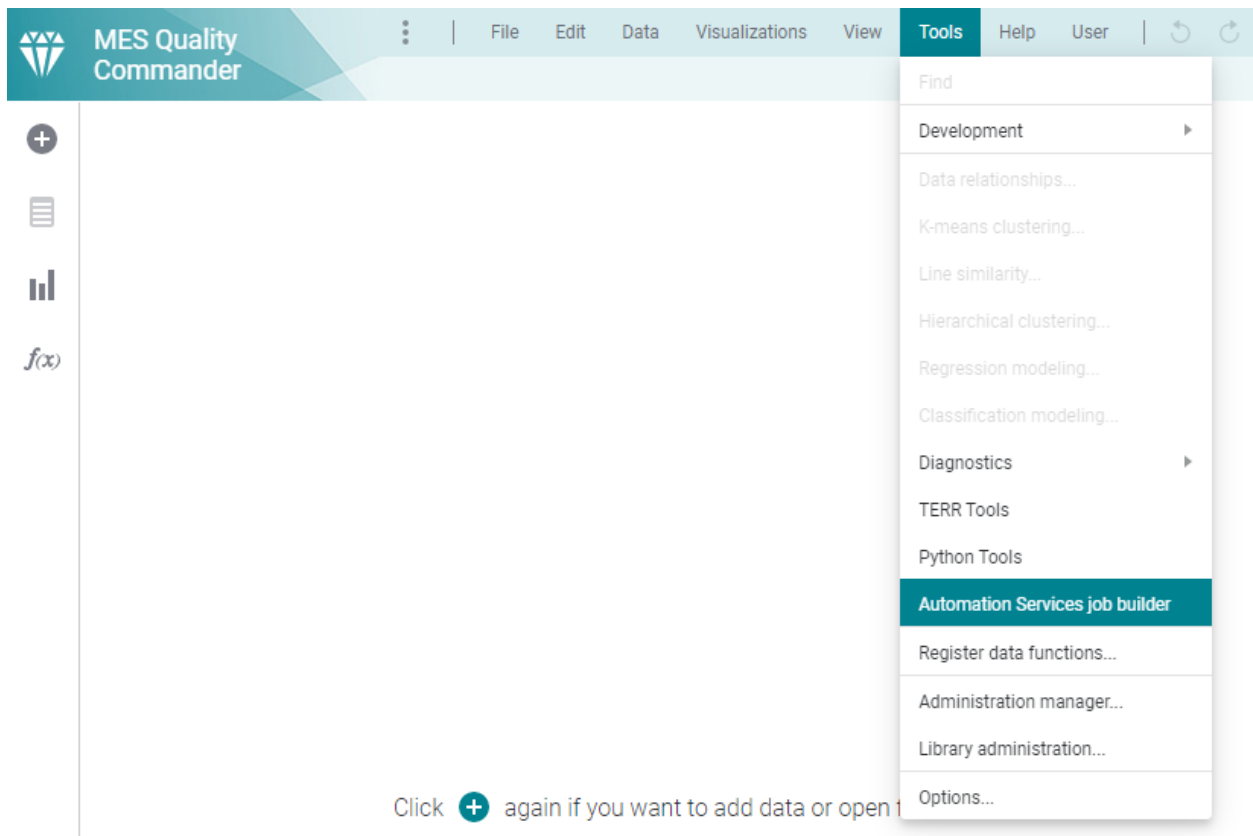 MES Quality
Commander
File Edit Data Visualizations View Tools Help User
Find
Development
Data relationships...
K-means clustering...
Line similarity...
Hierarchical clustering...
Regression modeling...
Classification modeling...
f(x)
Diagnostics
TERR Tools
Python Tools
Automation Services job builder
Register data functions...
Administration manager...
Library administration...
Options...
Click + again if you want to add data or open